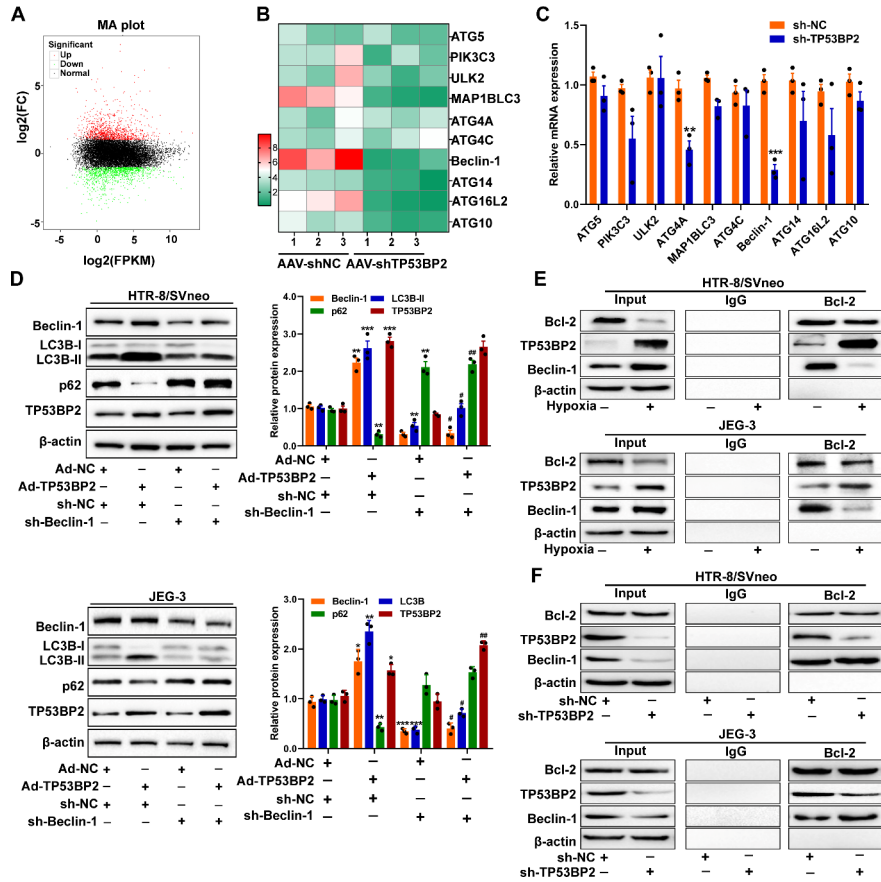 A
MA plot
Significant
Up
Down
Normal
log2(FC)
5
0
-5
-5
0
5
10
log2(FPKM)
B
ATG5
PIK3C3
ULK2
MAP1BLC3
ATG4A
ATG4C
Beclin-1
ATG14
ATG16L2
ATG10
8
6
4
2
1 2 3 1 2 3
AAV-shNC AAV-shTP53BP2
C
sh-NC
sh-TP53BP2
Relative mRNA expression
1.5
1.0
0.5
0.0
**
***
ATG5
PIK3C3
ULK2
ATG4A
MAP1BLC3
ATG4C
Beclin-1
ATG14
ATG16L2
ATG10
D
HTR-8/SVneo
Beclin-1
LC3B-I
LC3B-II
p62
TP53BP2
β-actin
Ad-NC + – + –
Ad-TP53BP2 – + – +
sh-NC + + – –
sh-Beclin-1 – – + +
Beclin-1 LC3B-II
p62 TP53BP2
Relative protein expression
4.0
3.0
2.0
1.0
0.0
** *** ** *** ** ** # # ##
Ad-NC + – + –
Ad-TP53BP2 – + – +
sh-NC + + – –
sh-Beclin-1 – – + +
JEG-3
Beclin-1
LC3B-I
LC3B-II
p62
TP53BP2
β-actin
Ad-NC + – + –
Ad-TP53BP2 – + – +
sh-NC + + – –
sh-Beclin-1 – – + +
Beclin-1 LC3B
p62 TP53BP2
Relative protein expression
3.0
2.0
1.0
0.0
* ** ** * *** *** # # ##
Ad-NC + – + –
Ad-TP53BP2 – + – +
sh-NC + + – –
sh-Beclin-1 – – + +
E
HTR-8/SVneo
Input IgG Bcl-2
Bcl-2
TP53BP2
Beclin-1
β-actin
Hypoxia – + – + – +
JEG-3
Input IgG Bcl-2
Bcl-2
TP53BP2
Beclin-1
β-actin
Hypoxia – + – + – +
F
HTR-8/SVneo
Input IgG Bcl-2
Bcl-2
TP53BP2
Beclin-1
β-actin
sh-NC + – + – + –
sh-TP53BP2 – + – + – +
JEG-3
Input IgG Bcl-2
Bcl-2
TP53BP2
Beclin-1
β-actin
sh-NC + – + – + –
sh-TP53BP2 – + – + – +